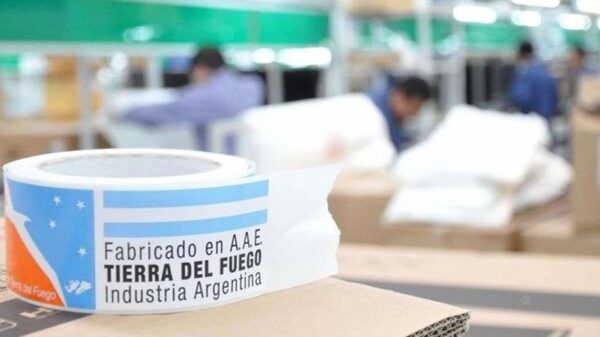 Fabricado en A.A.E.
TIERRA DEL FUEGO
Industria Argentina
Tierra del Fuego